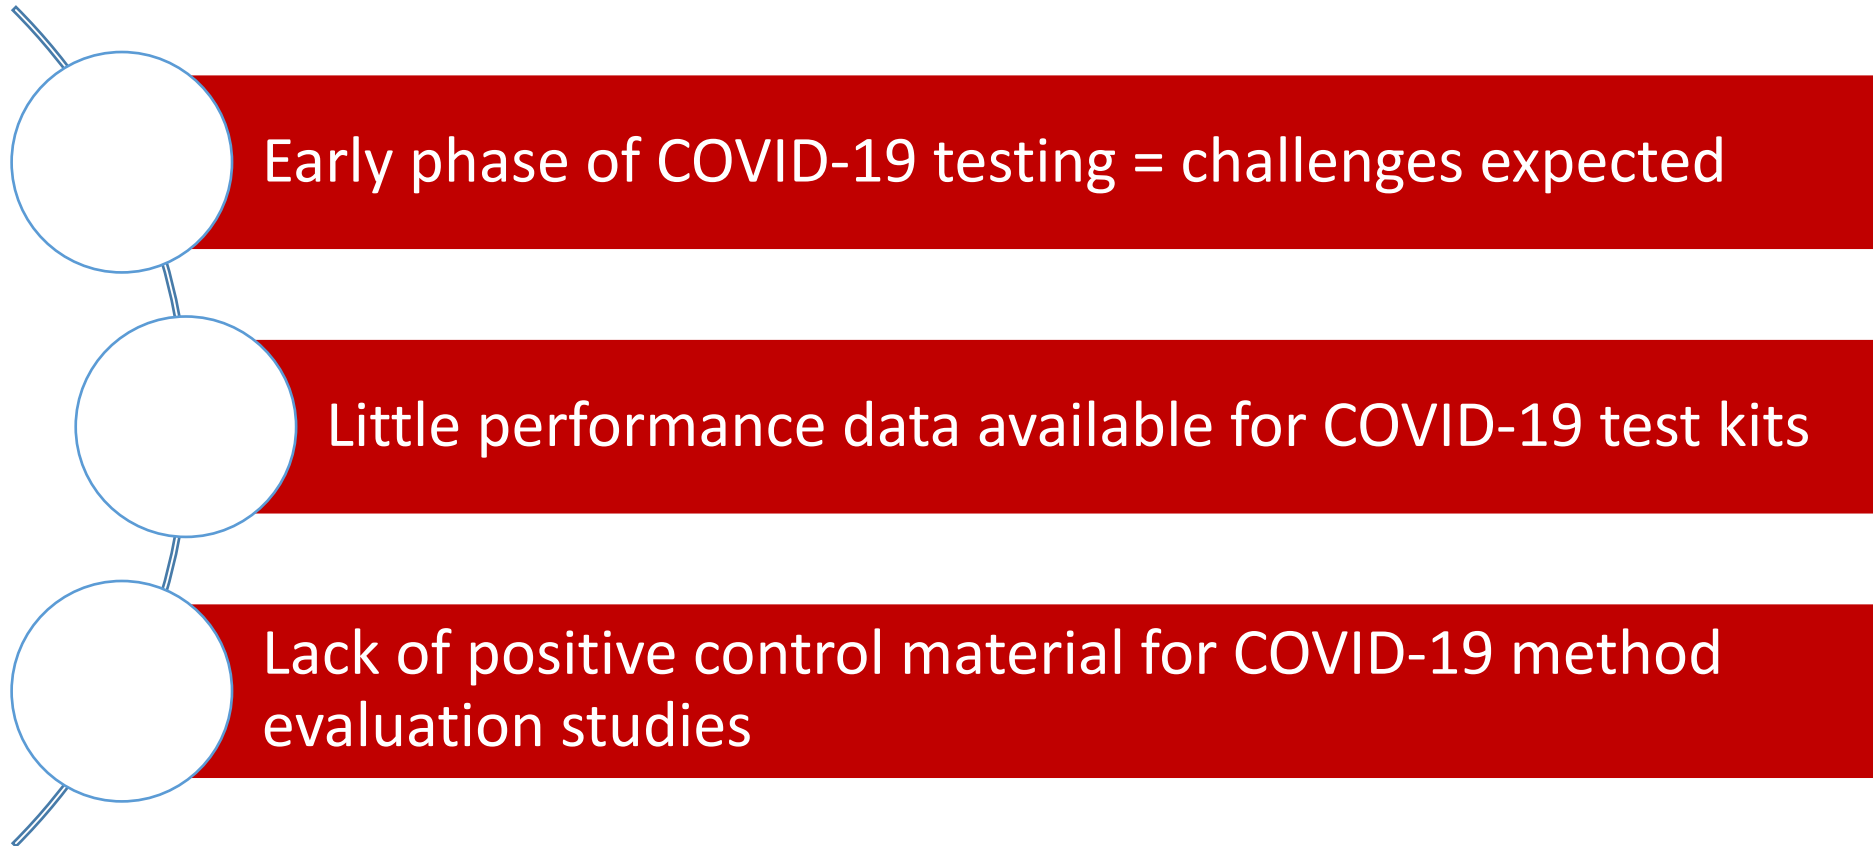 Early phase of COVID-19 testing = challenges expected
Little performance data available for COVID-19 test kits
Lack of positive control material for COVID-19 method
evaluation studies